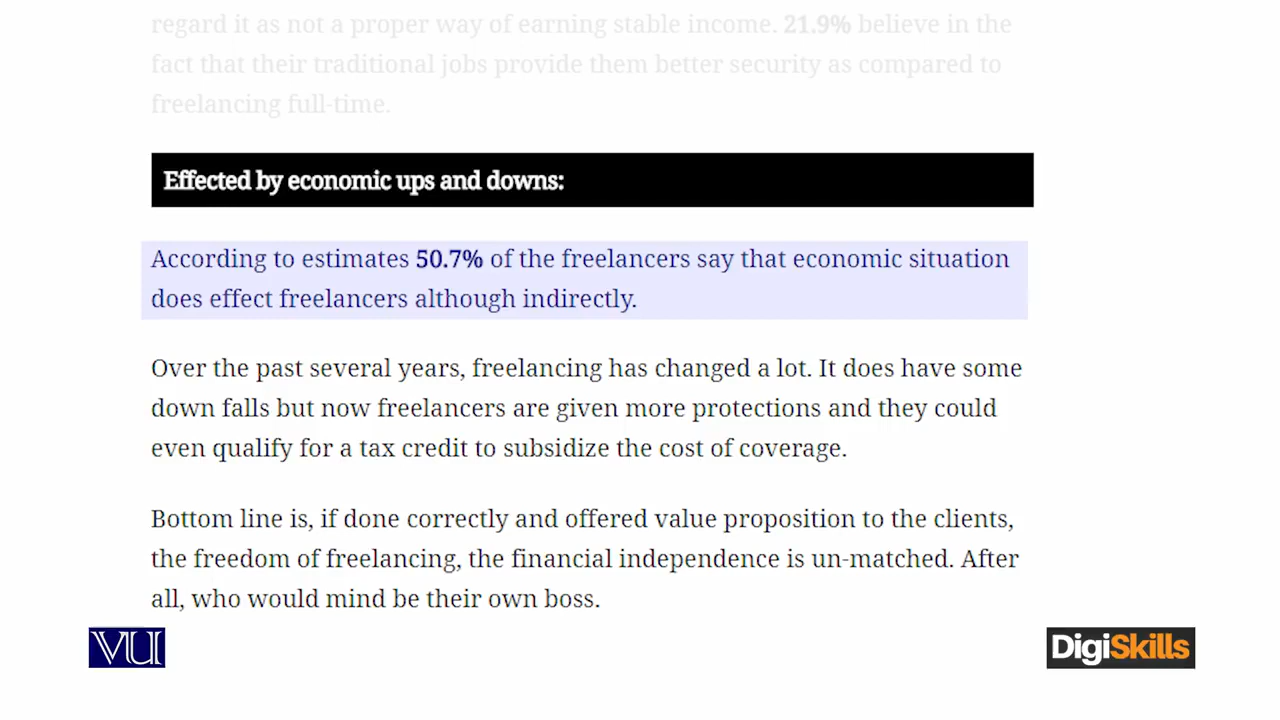 regard it as not a proper way of earning stable income. 21.9% believe in the
fact that their traditional jobs provide them better security as compared to
freelancing full-time.
Effected by economic ups and downs:
According to estimates 50.7% of the freelancers say that economic situation
does effect freelancers although indirectly.
Over the past several years, freelancing has changed a lot. It does have some
down falls but now freelancers are given more protections and they could
even qualify for a tax credit to subsidize the cost of coverage.
Bottom line is, if done correctly and offered value proposition to the clients,
the freedom of freelancing, the financial independence is un-matched. After
all, who would mind be their own boss.
VU
DigiSkills